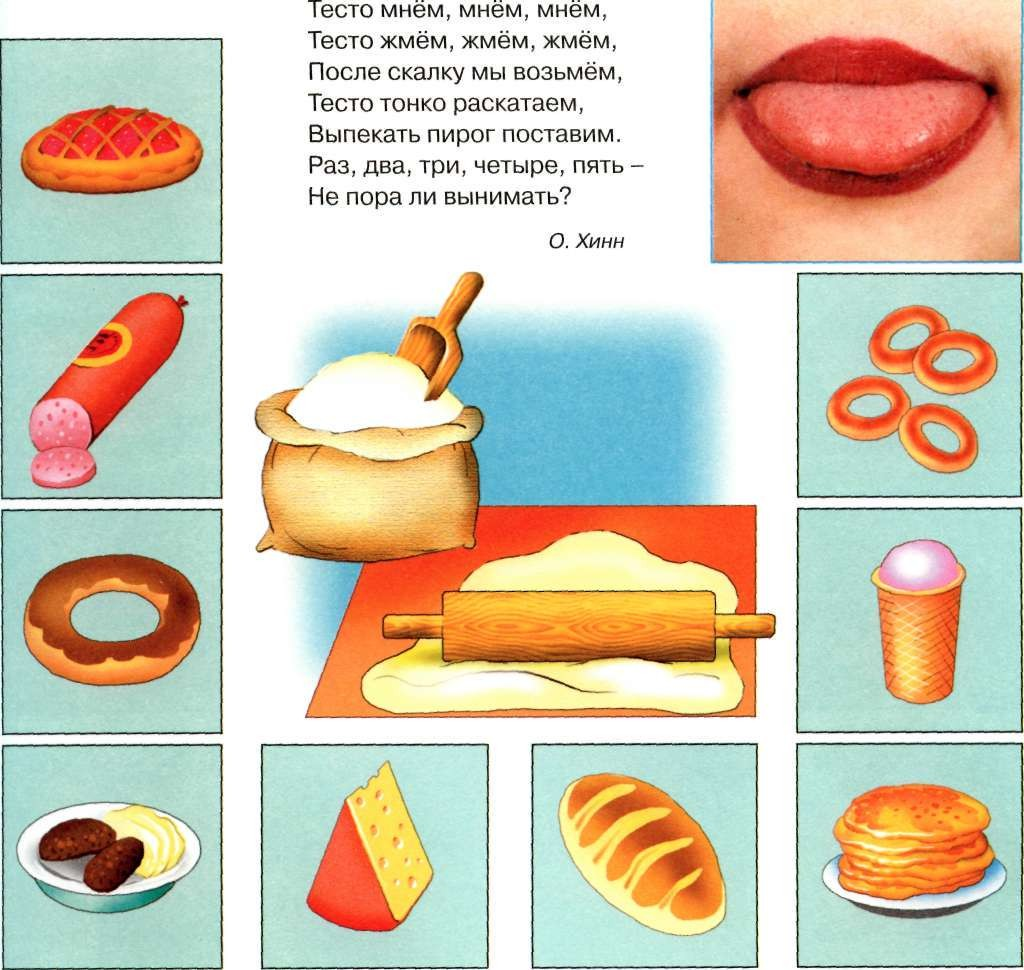 Тесто мнём, мнём, мнём,
Тесто жмём, жмём, жмём,
После скалку мы возьмём,
Тесто тонко раскатаем,
Выпекать пирог поставим.
Раз, два, три, четыре, пять –
Не пора ли вынимать?
О. Хинн